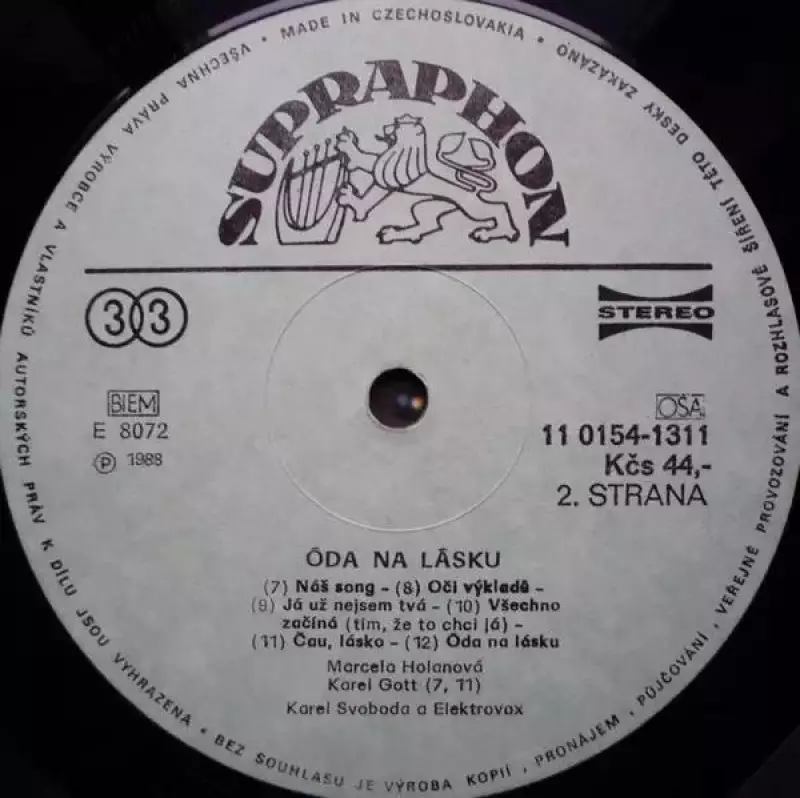 MADE IN CZECHOSLOVAKIA • VŠECHNA PRÁVA VÝROBCE A VLASTNÍKŮ AUTORSKÝCH PRÁV K DÍLU JSOU VYHRAZENA • BEZ SOUHLASU JE VÝROBA KOPIÍ, PRONÁJEM, PŮJČOVÁNÍ, VEŘEJNÉ PROVOZOVÁNÍ A ROZHLASOVÉ ŠÍŘENÍ TÉTO DESKY ZAKÁZÁNO •
SUPRAPHON
33
STEREO
BIEM
OSA
E 8072
11 0154-1311
℗ 1988
Kčs 44,-
2. STRANA
ÓDA NA LÁSKU
(7) Náš song - (8) Oči výkladů -
(9) Já už nejsem tvá - (10) Všechno
začíná (tím, že to chci já) -
(11) Čau, lásko - (12) Óda na lásku
Marcela Holanová
Karel Gott (7, 11)
Karel Svoboda a Elektrovox